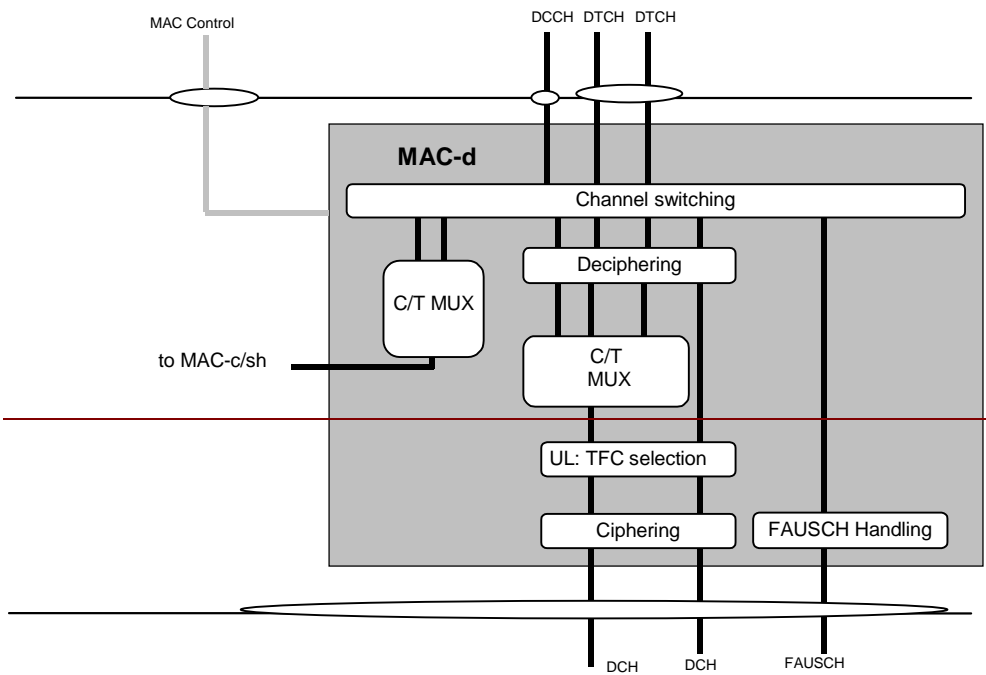 DCCH DTCH DTCH
MAC Control
MAC-d
Channel switching
Deciphering
C/T MUX
C/T
MUX
to MAC-c/sh
UL: TFC selection
Ciphering
FAUSCH Handling
DCH
DCH
FAUSCH